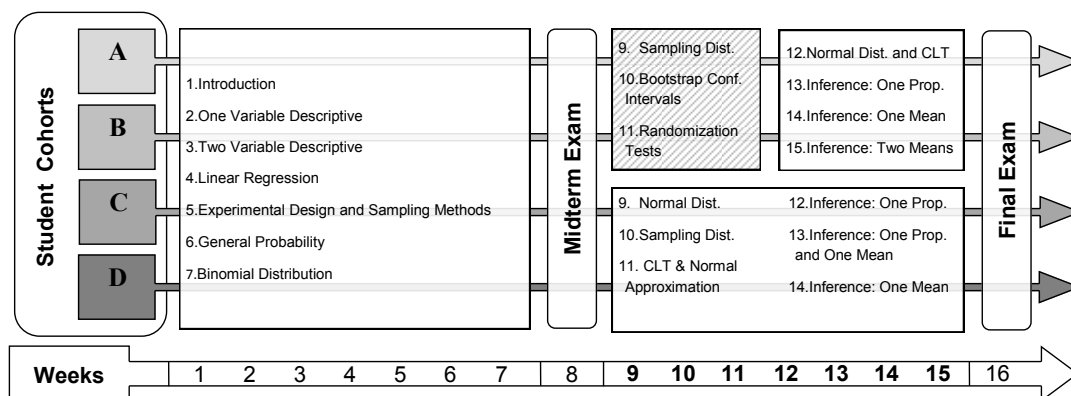 Student Cohorts
A
B
C
D
1.Introduction
2.One Variable Descriptive
3.Two Variable Descriptive
4.Linear Regression
5.Experimental Design and Sampling Methods
6.General Probability
7.Binomial Distribution
Midterm Exam
9. Sampling Dist.
10.Bootstrap Conf.
Intervals
11.Randomization
Tests
12.Normal Dist. and CLT
13.Inference: One Prop.
14.Inference: One Mean
15.Inference: Two Means
9. Normal Dist.
10.Sampling Dist.
11. CLT & Normal
Approximation
12.Inference: One Prop.
13.Inference: One Prop.
and One Mean
14.Inference: One Mean
Final Exam
Weeks 1 2 3 4 5 6 7 8 9 10 11 12 13 14 15 16